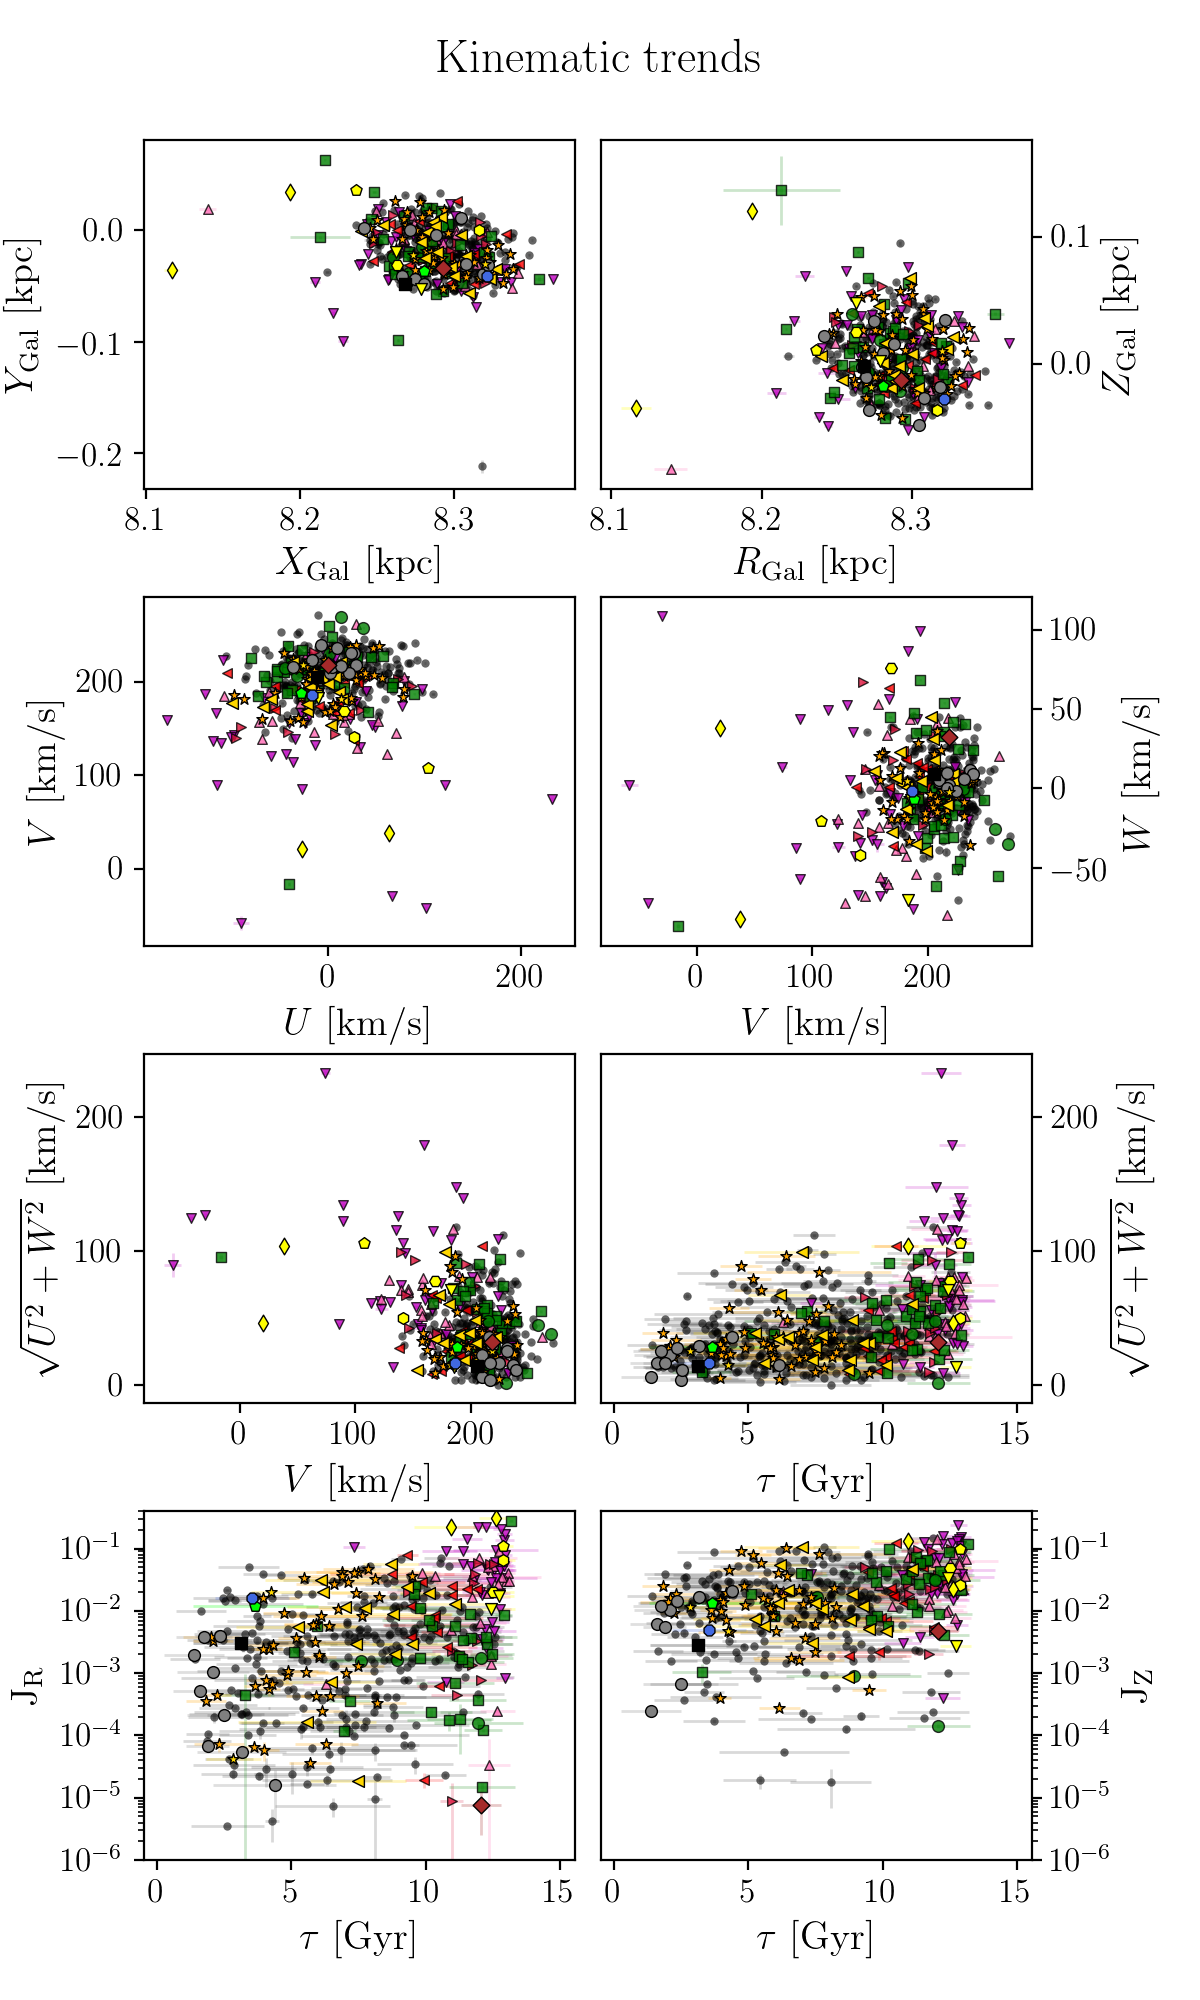 Kinematic trends
0.0
−0.1
−0.2
Y_Gal [kpc]
8.1 8.2 8.3
X_Gal [kpc]
0.1
0.0
Z_Gal [kpc]
8.1 8.2 8.3
R_Gal [kpc]
200
100
0
V [km/s]
0 200
U [km/s]
100
50
0
−50
W [km/s]
0 100 200
V [km/s]
200
100
0
√U² + W² [km/s]
0 100 200
V [km/s]
200
100
0
√U² + W² [km/s]
0 5 10 15
τ [Gyr]
10⁻¹
10⁻²
10⁻³
10⁻⁴
10⁻⁵
10⁻⁶
J_R
0 5 10 15
τ [Gyr]
10⁻¹
10⁻²
10⁻³
10⁻⁴
10⁻⁵
10⁻⁶
J_Z
0 5 10 15
τ [Gyr]